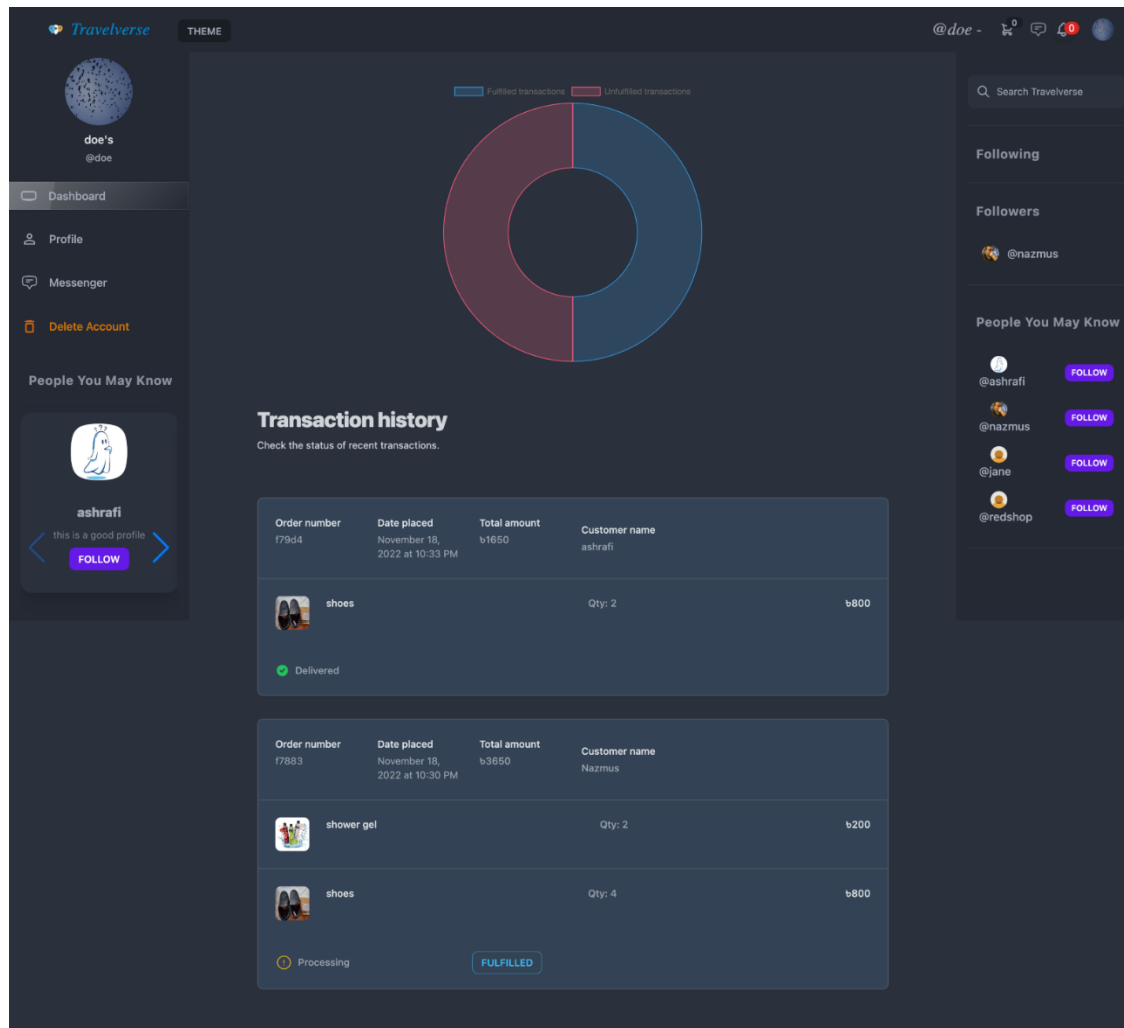 Travelverse
THEME
@doe -
0
0
doe's
@doe
Dashboard
Profile
Messenger
Delete Account
People You May Know
ashrafi
this is a good profile
FOLLOW
Fulfilled transactions
Unfulfilled transactions
Transaction history
Check the status of recent transactions.
Order number
Date placed
Total amount
Customer name
f79d4
November 18,
2022 at 10:33 PM
৳1650
ashrafi
shoes
Qty: 2
৳800
Delivered
Order number
Date placed
Total amount
Customer name
f7883
November 18,
2022 at 10:30 PM
৳3650
Nazmus
shower gel
Qty: 2
৳200
shoes
Qty: 4
৳800
Processing
FULFILLED
Search Travelverse
Following
Followers
@nazmus
People You May Know
@ashrafi
FOLLOW
@nazmus
FOLLOW
@jane
FOLLOW
@redshop
FOLLOW